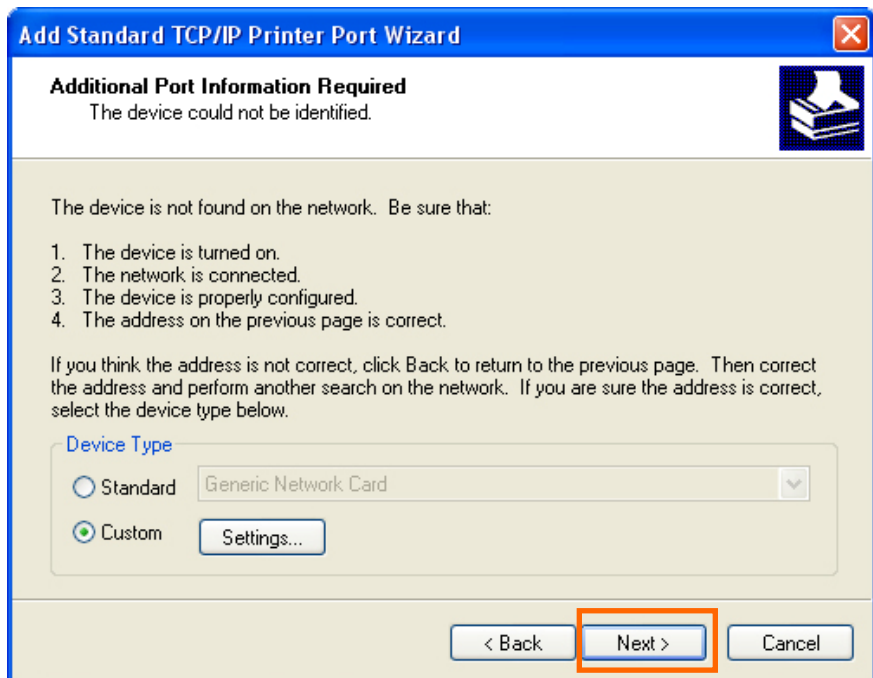 Add Standard TCP/IP Printer Port Wizard
Additional Port Information Required
The device could not be identified.
The device is not found on the network. Be sure that:
1. The device is turned on.
2. The network is connected.
3. The device is properly configured.
4. The address on the previous page is correct.
If you think the address is not correct, click Back to return to the previous page. Then correct
the address and perform another search on the network. If you are sure the address is correct,
select the device type below.
Device Type
Standard Generic Network Card
Custom Settings...
< Back Next > Cancel